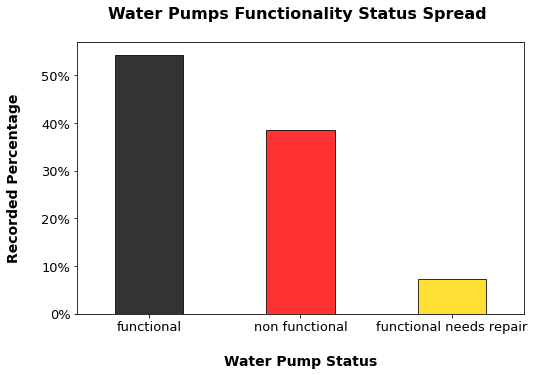 Water Pumps Functionality Status Spread
Recorded Percentage
50%
40%
30%
20%
10%
0%
functional non functional functional needs repair
Water Pump Status